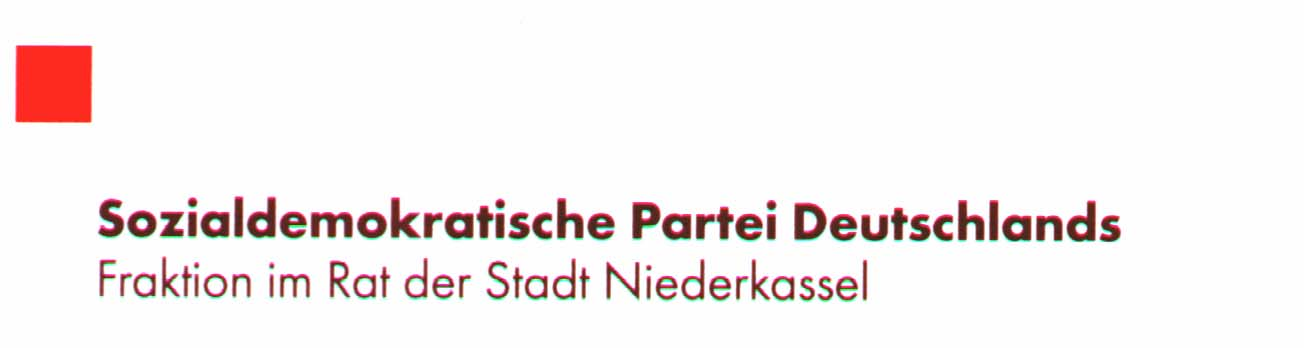 Sozialdemokratische Partei Deutschlands
Fraktion im Rat der Stadt Niederkassel